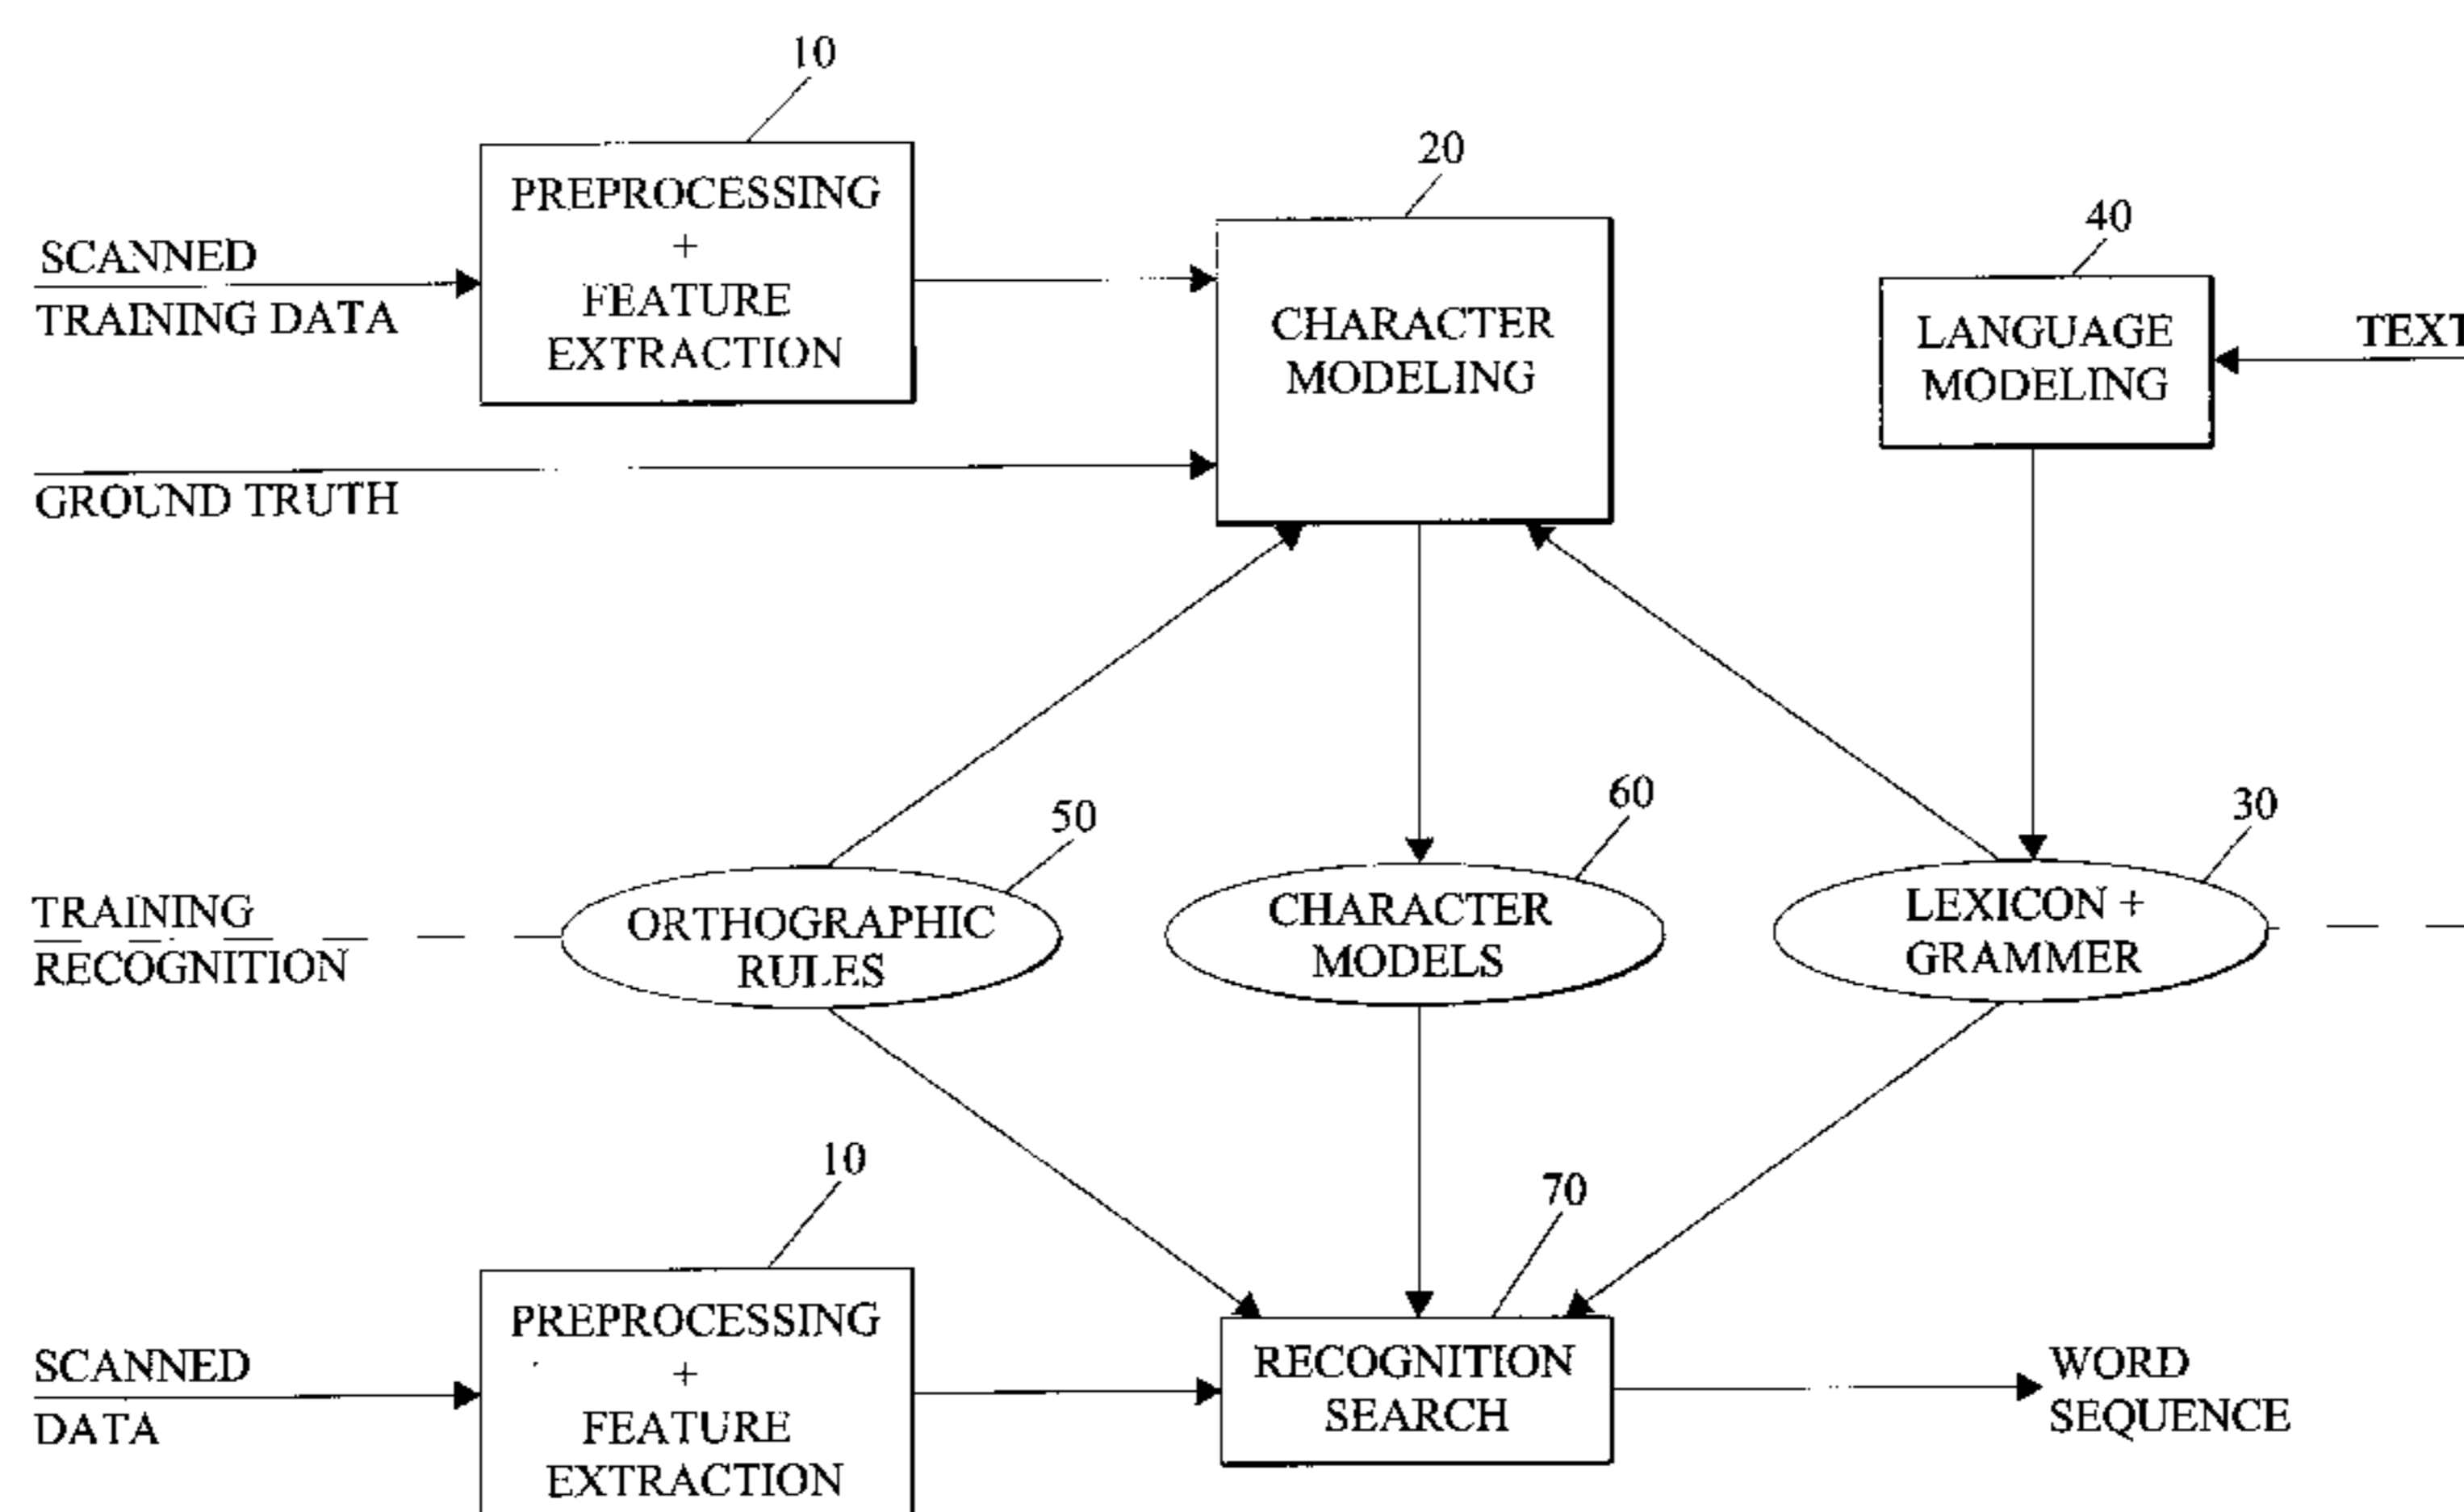 10
PREPROCESSING
+
FEATURE
EXTRACTION
SCANNED
TRAINING DATA
GROUND TRUTH
20
CHARACTER
MODELING
40
LANGUAGE
MODELING
TEXT
TRAINING
RECOGNITION
50
ORTHOGRAPHIC
RULES
60
CHARACTER
MODELS
30
LEXICON +
GRAMMER
10
PREPROCESSING
+
FEATURE
EXTRACTION
SCANNED
DATA
70
RECOGNITION
SEARCH
WORD
SEQUENCE